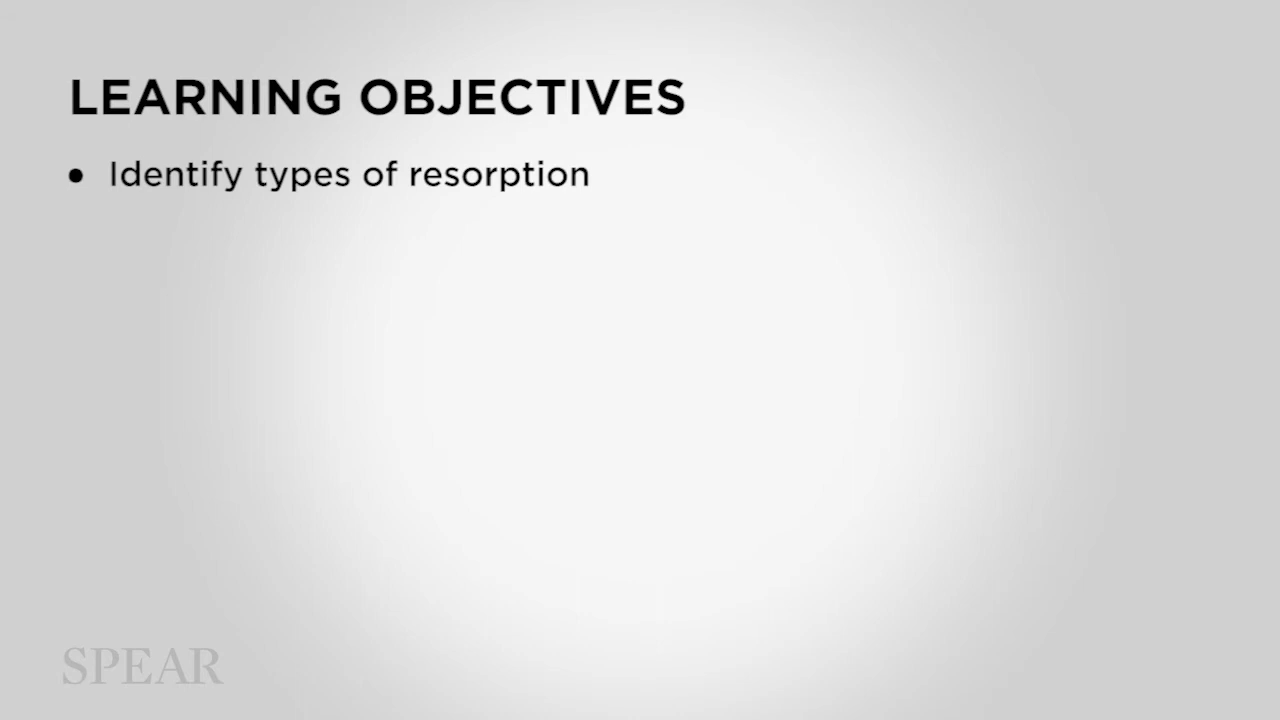 LEARNING OBJECTIVES
• Identify types of resorption
SPEAR